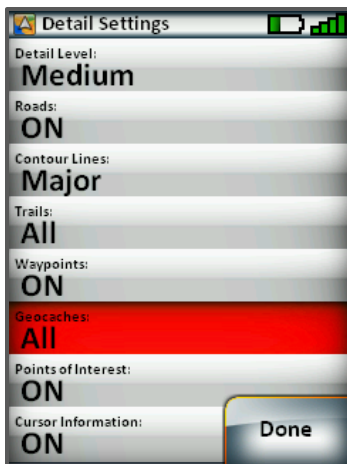 Detail Settings
Detail Level:
Medium
Roads:
ON
Contour Lines:
Major
Trails:
All
Waypoints:
ON
Geocaches:
All
Points of Interest:
ON
Cursor Information:
ON
Done